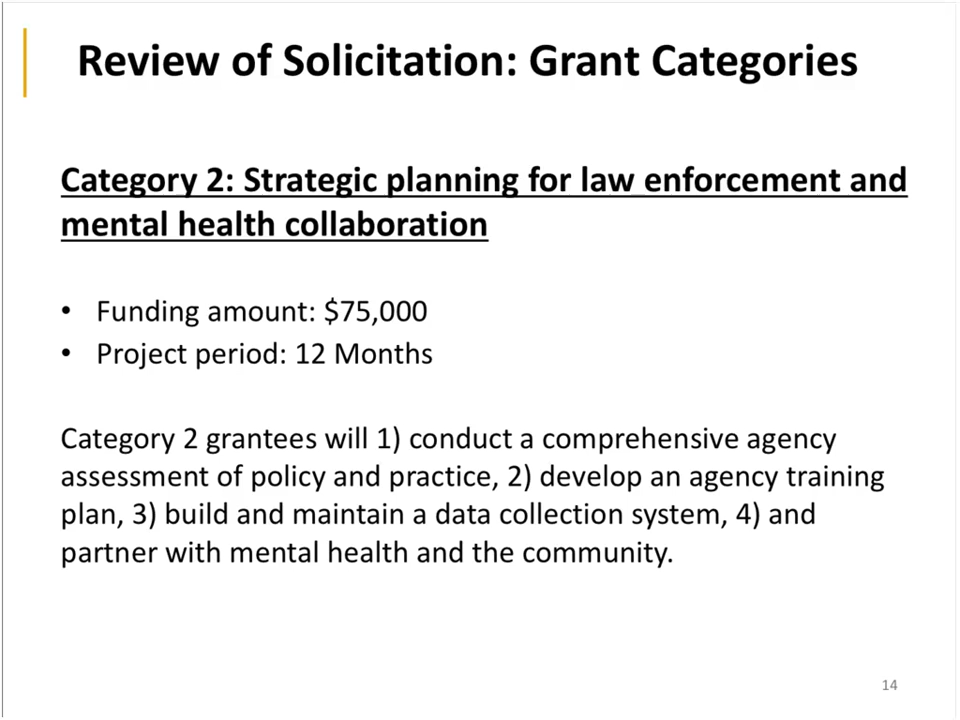 Review of Solicitation: Grant Categories
Category 2: Strategic planning for law enforcement and
mental health collaboration
• Funding amount: $75,000
• Project period: 12 Months
Category 2 grantees will 1) conduct a comprehensive agency
assessment of policy and practice, 2) develop an agency training
plan, 3) build and maintain a data collection system, 4) and
partner with mental health and the community.
14